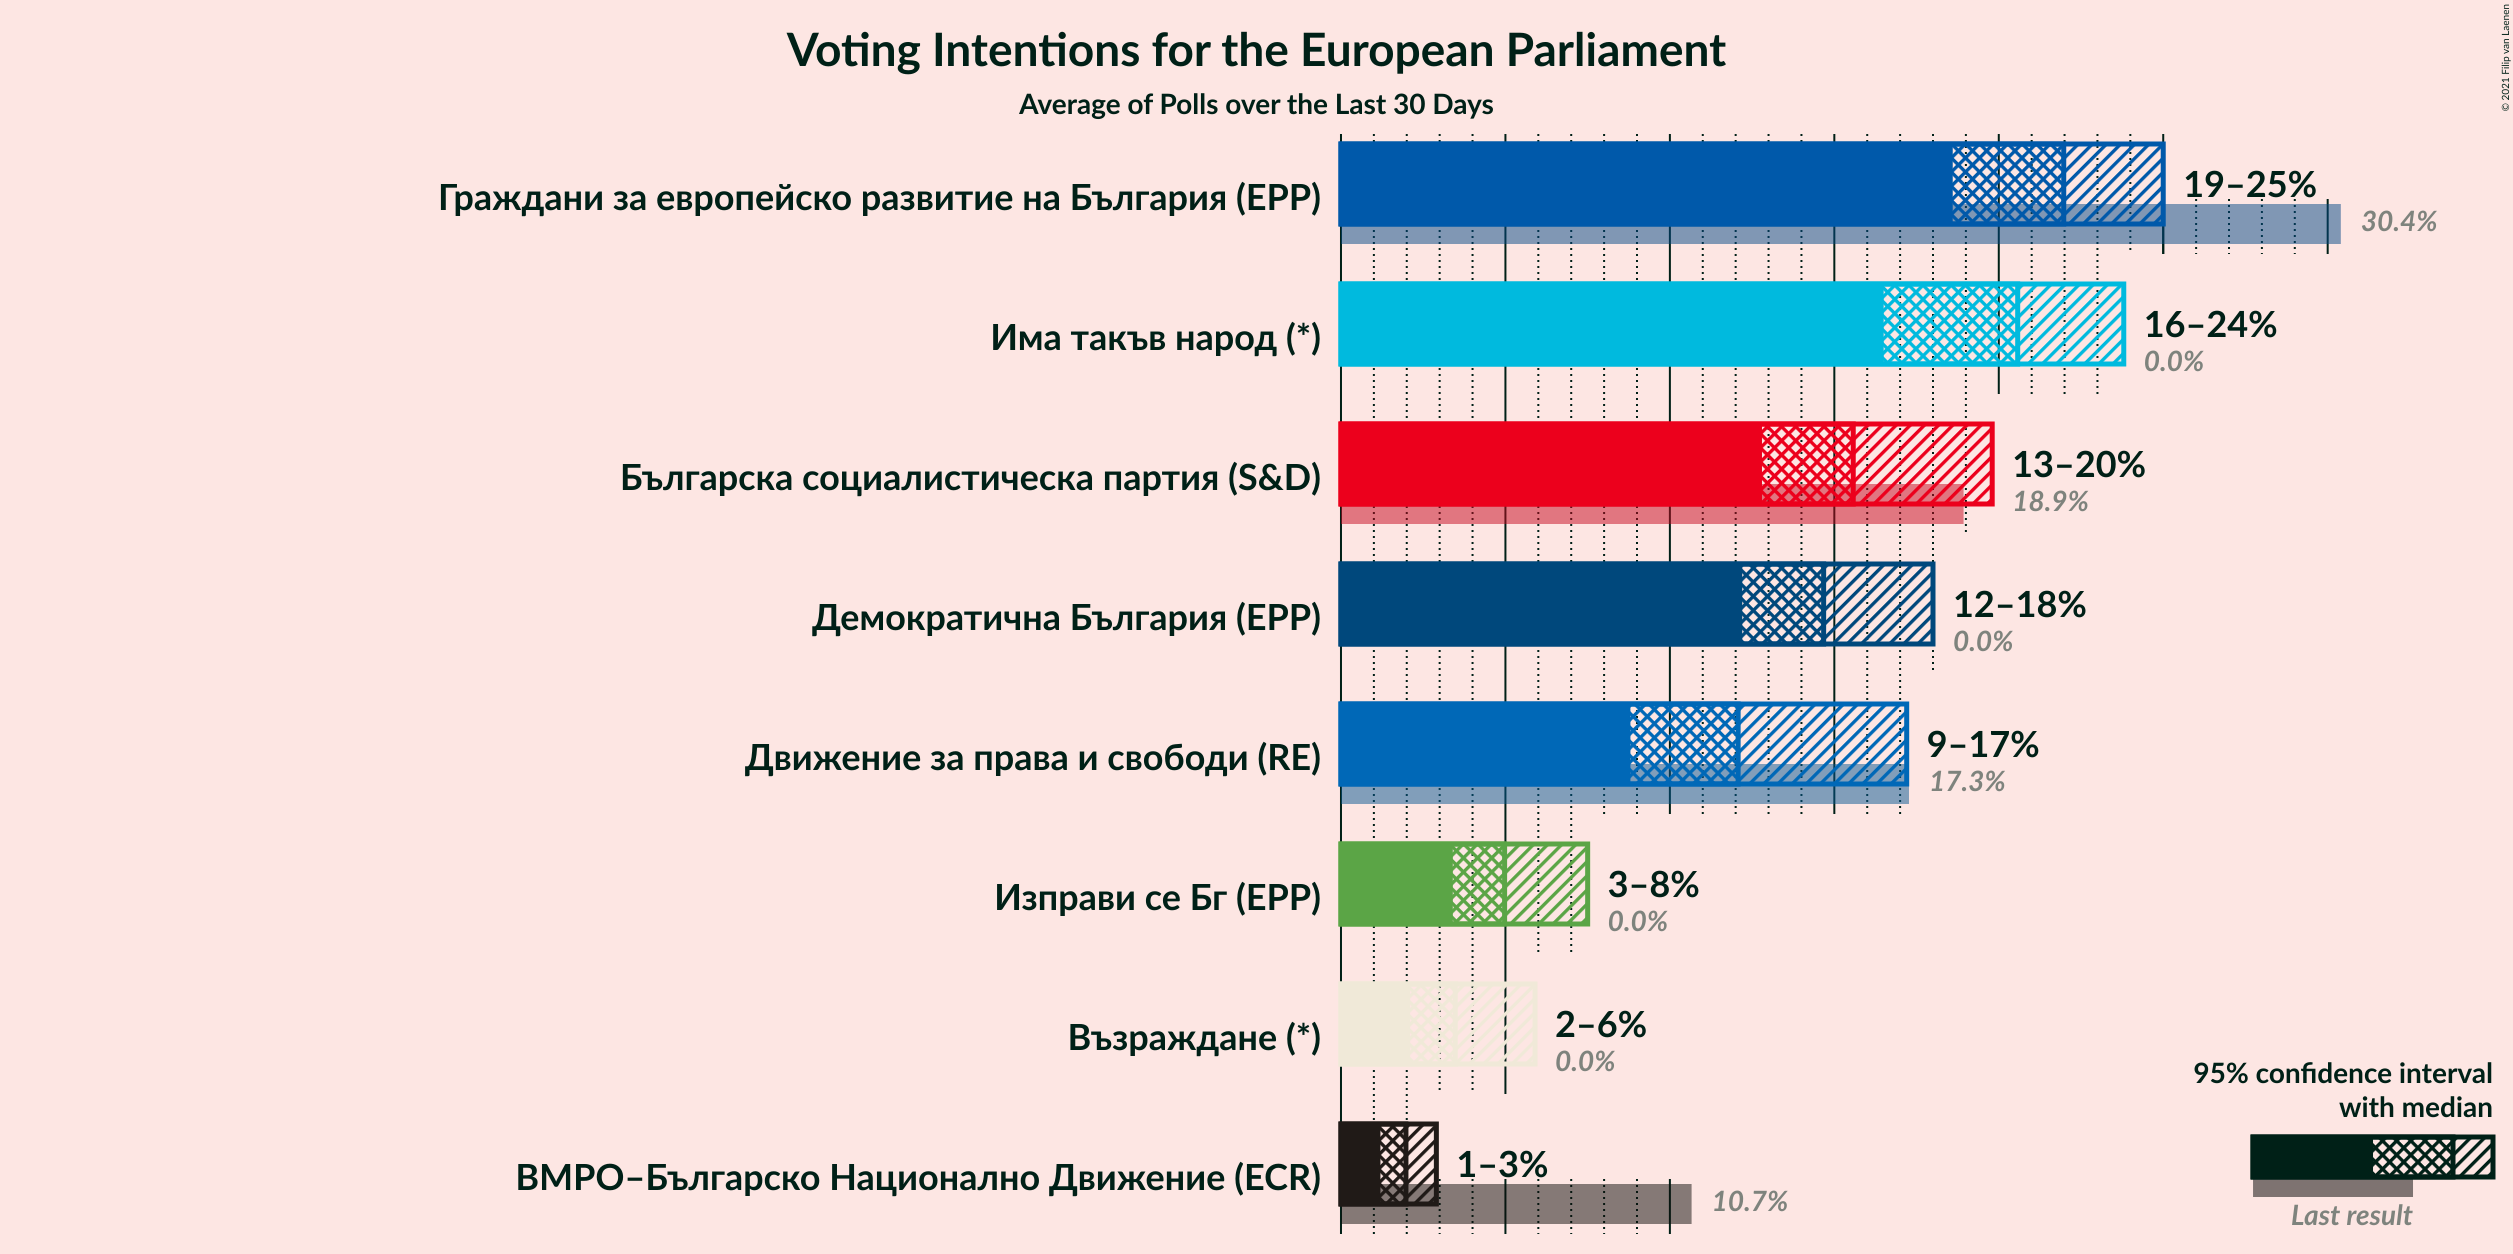 Voting Intentions for the European Parliament
Average of Polls over the Last 30 Days
© 2021 Filip van Laenen
Граждани за европейско развитие на България (EPP)
19–25%
30.4%
Има такъв народ (*)
16–24%
0.0%
Българска социалистическа партия (S&D)
13–20%
18.9%
Демократична България (EPP)
12–18%
0.0%
Движение за права и свободи (RE)
9–17%
17.3%
Изправи се Бг (EPP)
3–8%
0.0%
Възраждане (*)
2–6%
0.0%
ВМРО–Българско Национално Движение (ECR)
1–3%
10.7%
95% confidence interval
with median
Last result